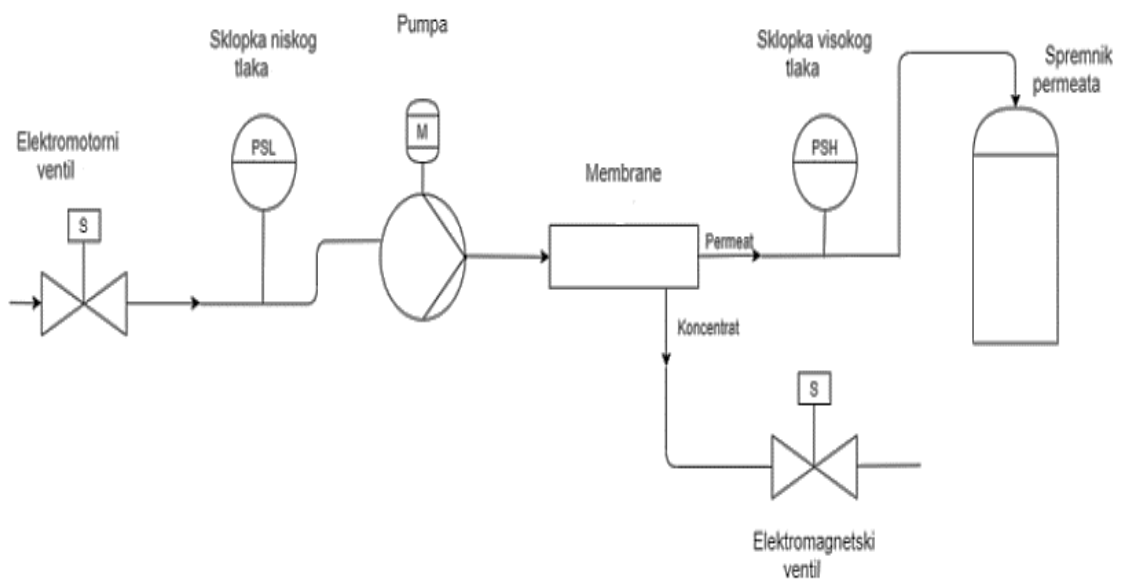 Pumpa
Sklopka niskog
tlaka
Sklopka visokog
tlaka
Spremnik
permeata
Elektromotorni
ventil
PSL
M
PSH
Membrane
S
Permeat
Koncentrat
S
Elektromagnetski
ventil